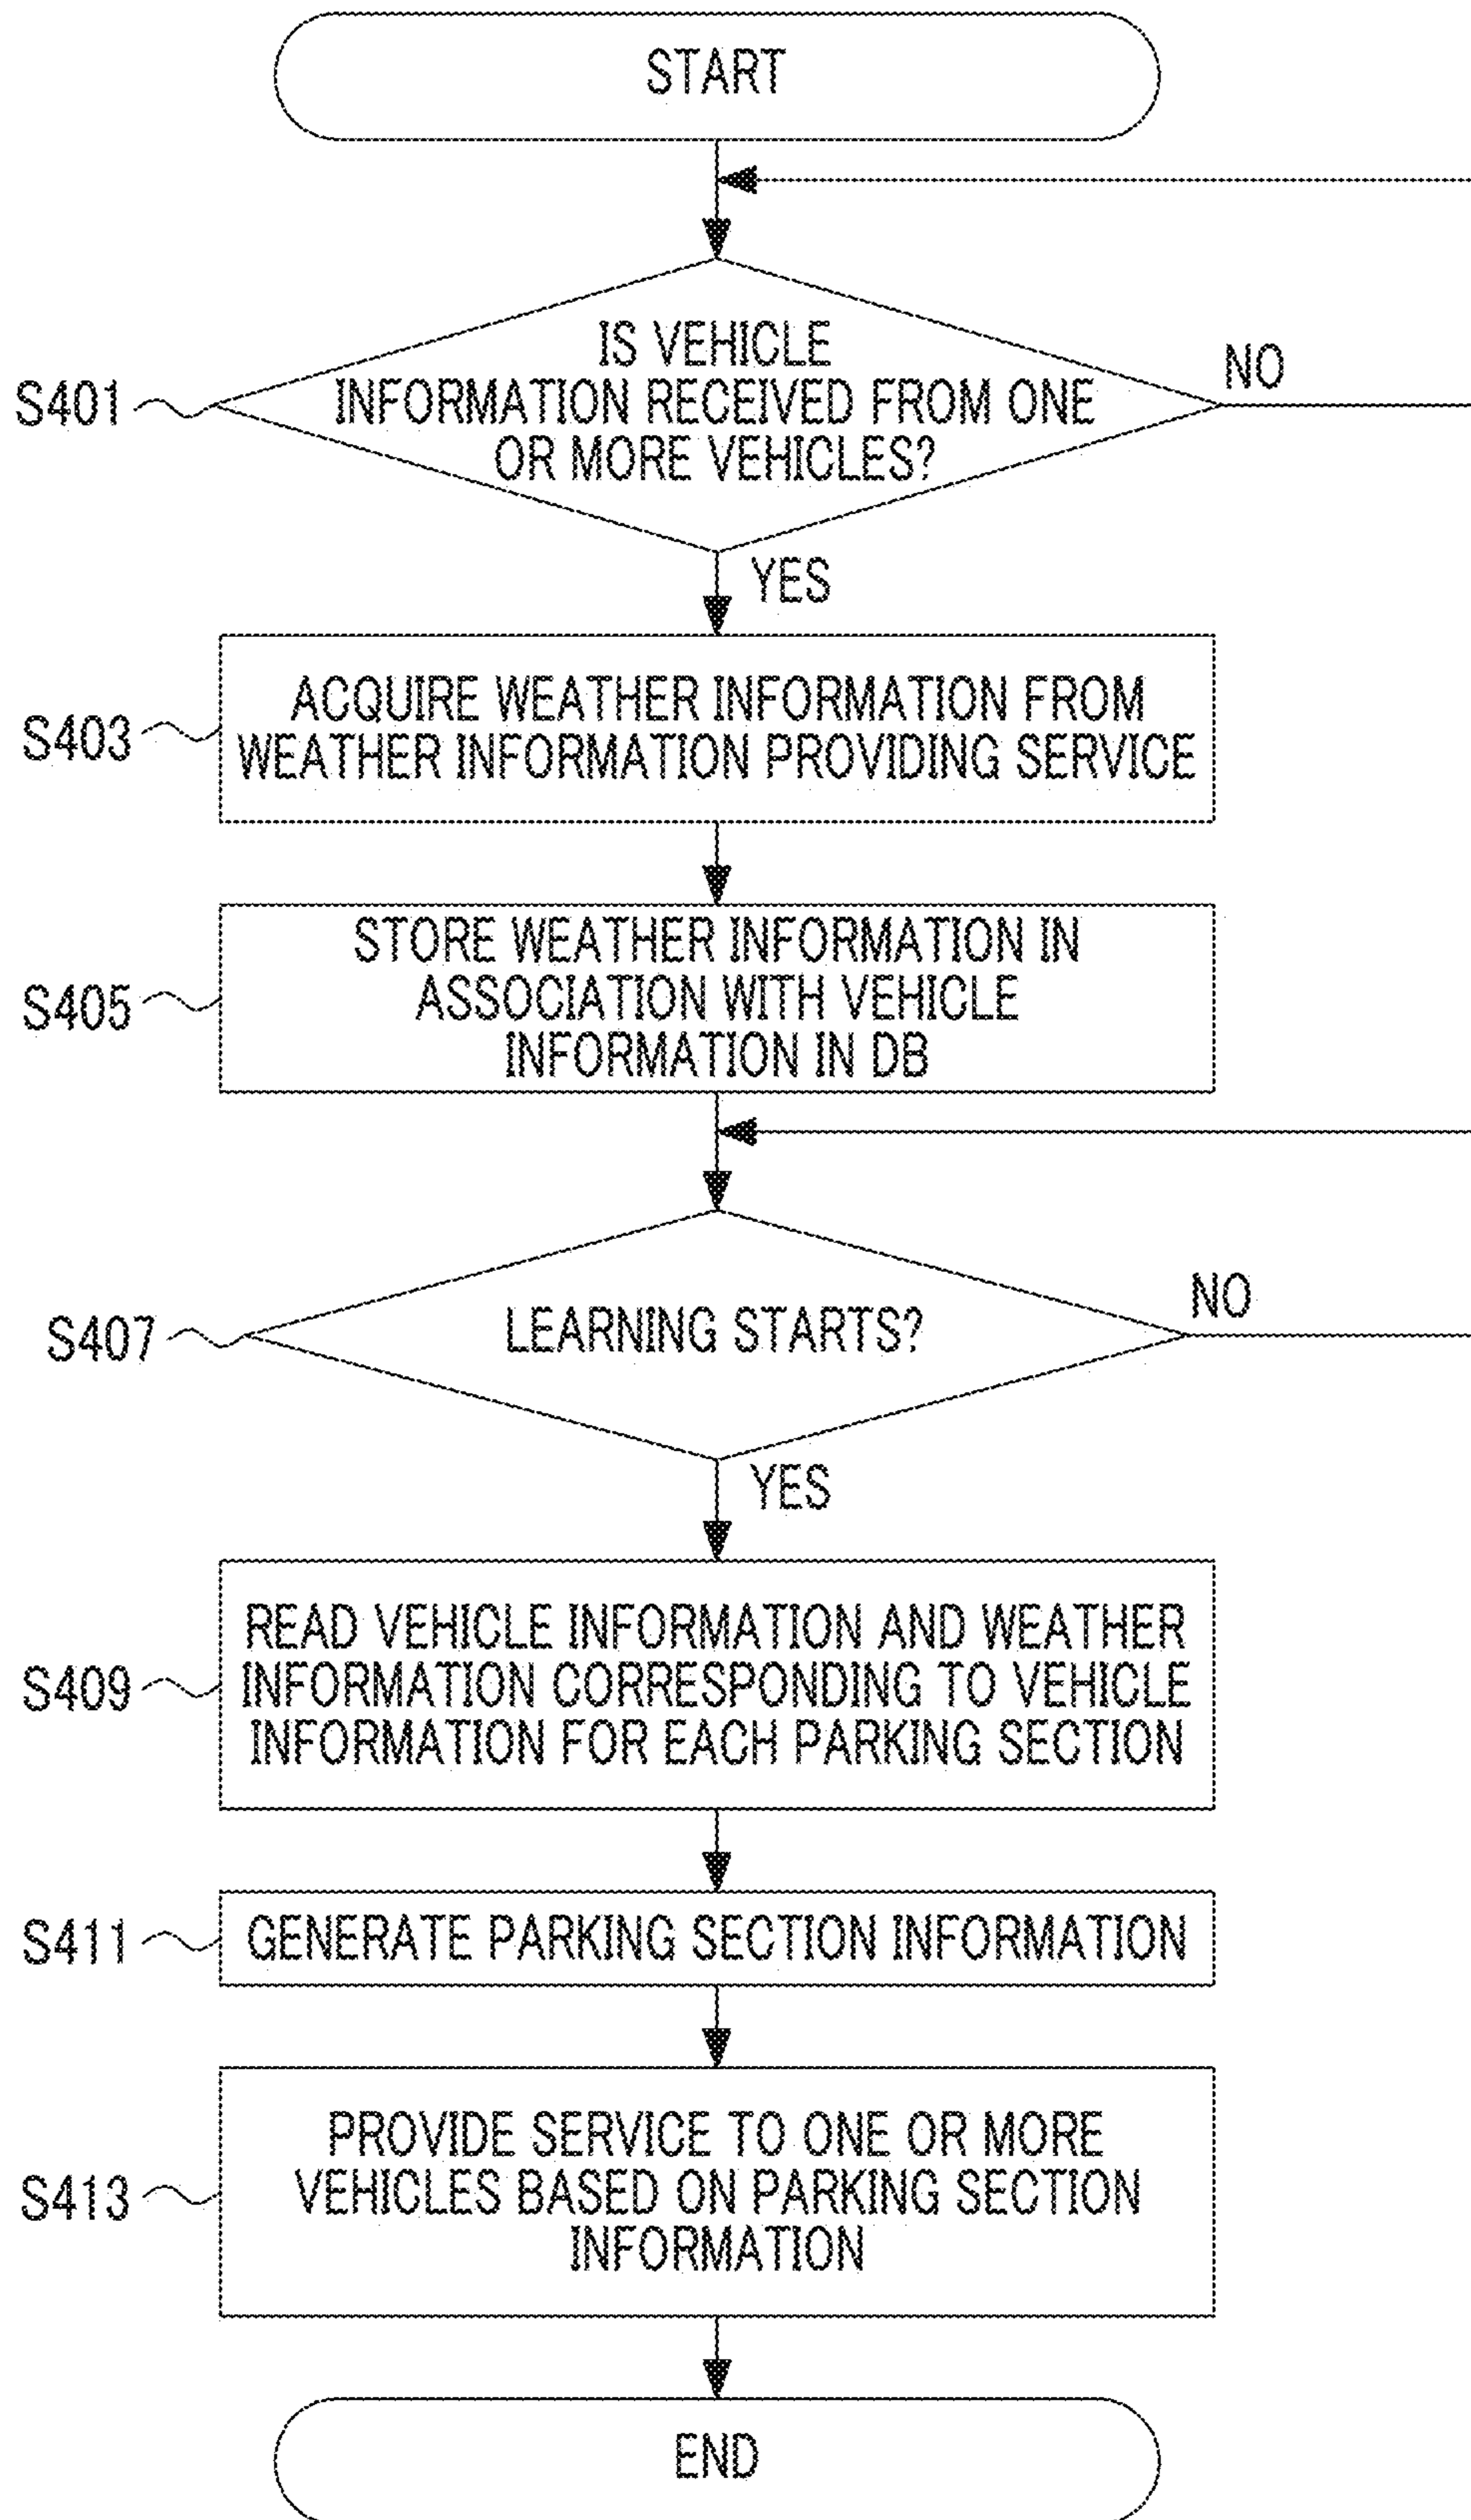 START
IS VEHICLE
INFORMATION RECEIVED FROM ONE
OR MORE VEHICLES?
NO
S401
YES
ACQUIRE WEATHER INFORMATION FROM
WEATHER INFORMATION PROVIDING SERVICE
S403
STORE WEATHER INFORMATION IN
ASSOCIATION WITH VEHICLE
INFORMATION IN DB
S405
LEARNING STARTS?
NO
S407
YES
READ VEHICLE INFORMATION AND WEATHER
INFORMATION CORRESPONDING TO VEHICLE
INFORMATION FOR EACH PARKING SECTION
S409
GENERATE PARKING SECTION INFORMATION
S411
PROVIDE SERVICE TO ONE OR MORE
VEHICLES BASED ON PARKING SECTION
INFORMATION
S413
END